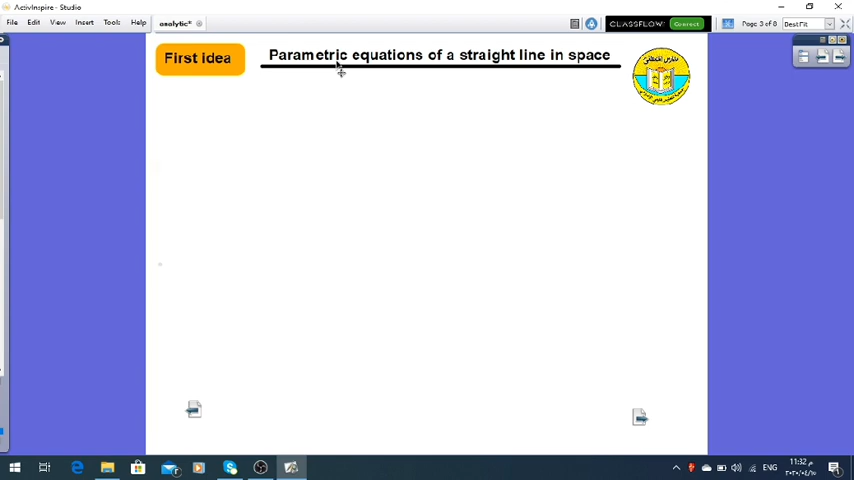 ActivInspire - Studio
File Edit View Insert Tools Help
analytic*
CLASSFLOW Connect
Page 3 of 8
Best Fit
First idea
Parametric equations of a straight line in space
ENG
11:32 م